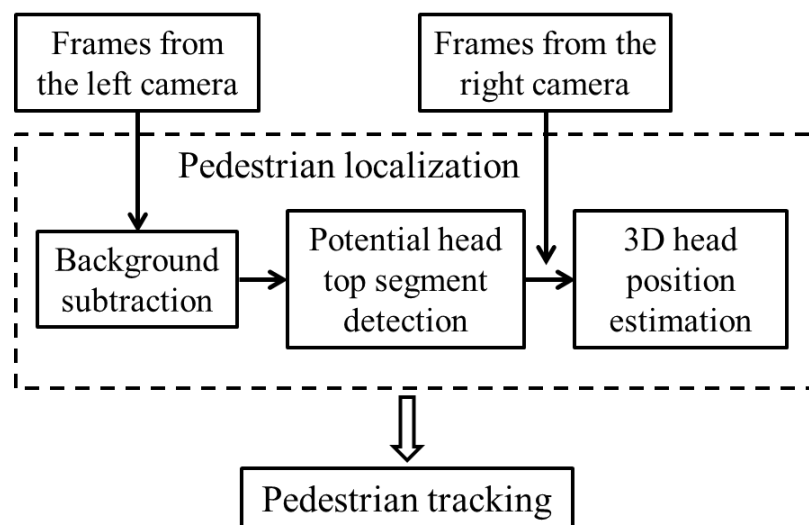 Frames from
the left camera
Frames from the
right camera
Pedestrian localization
Background
subtraction
Potential head
top segment
detection
3D head
position
estimation
Pedestrian tracking